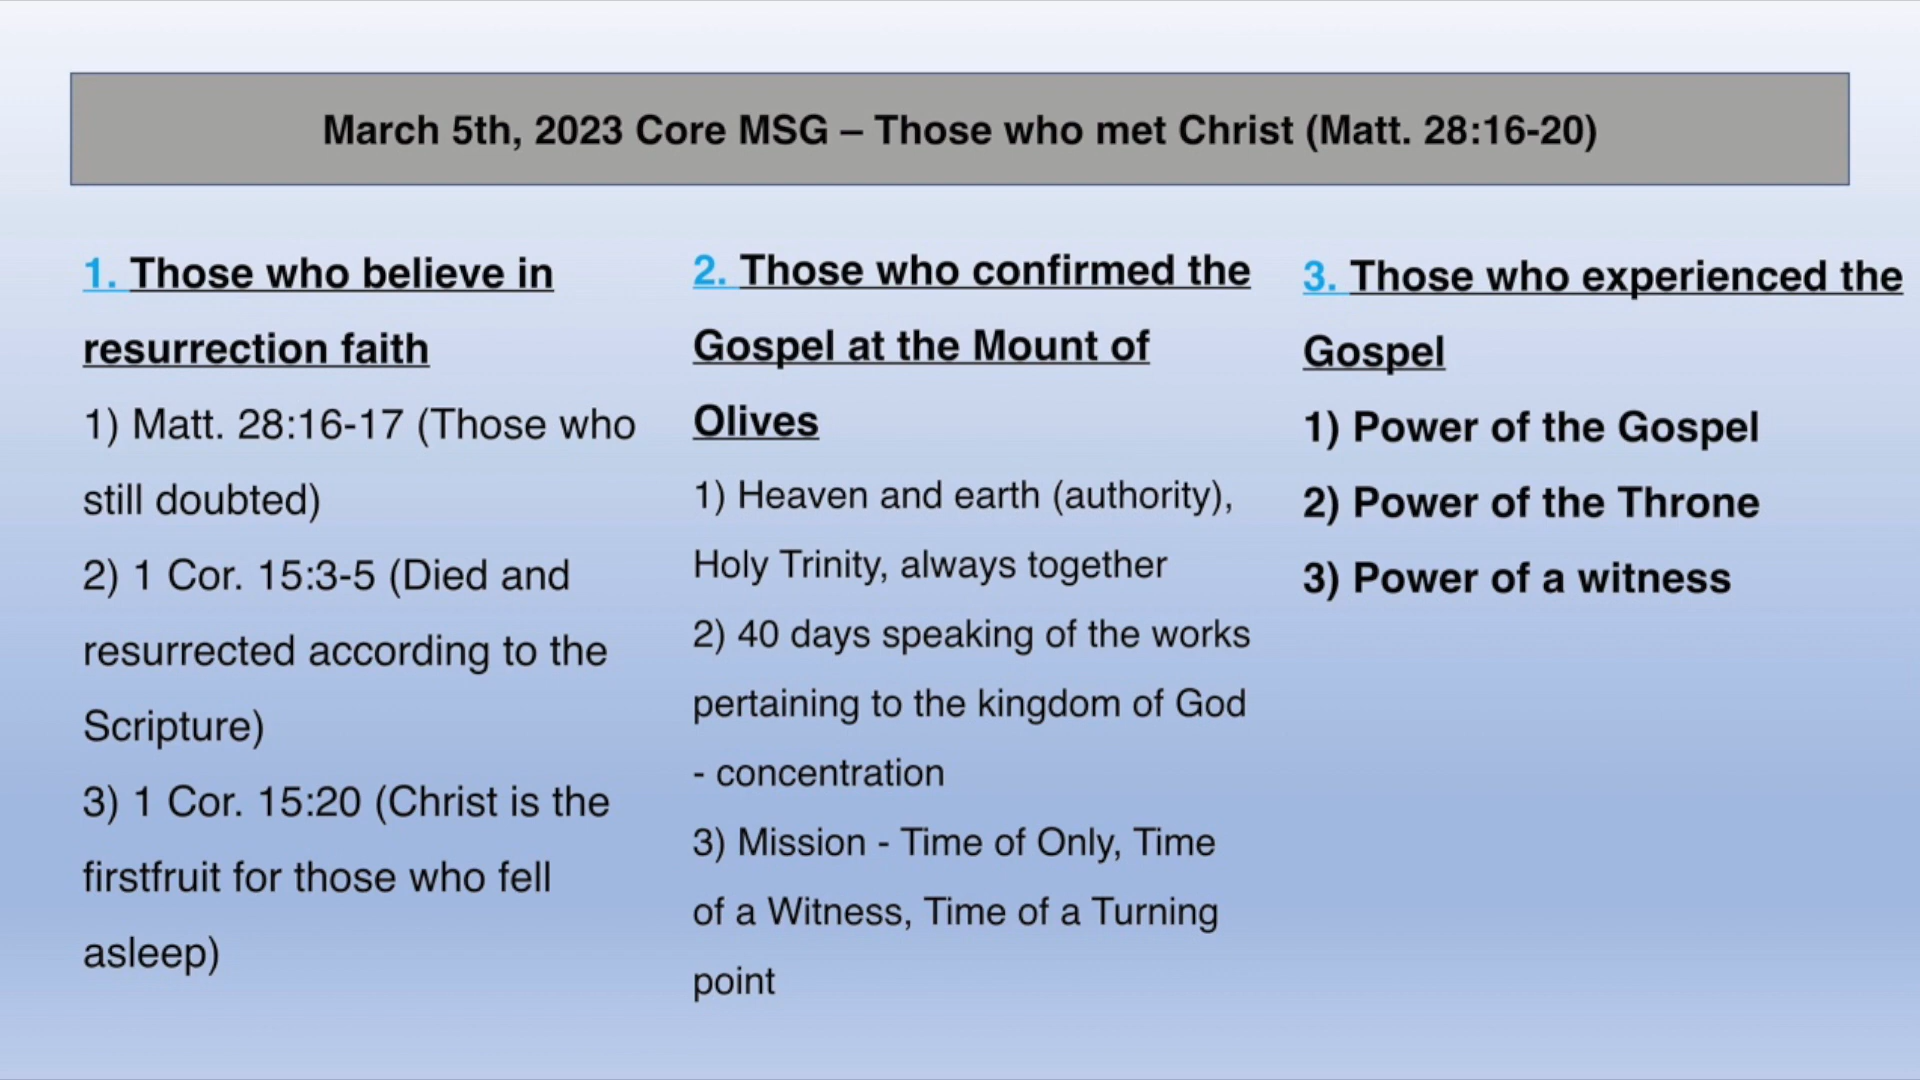 March 5th, 2023 Core MSG – Those who met Christ (Matt. 28:16-20)
1. Those who believe in
resurrection faith
1) Matt. 28:16-17 (Those who
still doubted)
2) 1 Cor. 15:3-5 (Died and
resurrected according to the
Scripture)
3) 1 Cor. 15:20 (Christ is the
firstfruit for those who fell
asleep)
2. Those who confirmed the
Gospel at the Mount of
Olives
1) Heaven and earth (authority),
Holy Trinity, always together
2) 40 days speaking of the works
pertaining to the kingdom of God
- concentration
3) Mission - Time of Only, Time
of a Witness, Time of a Turning
point
3. Those who experienced the
Gospel
1) Power of the Gospel
2) Power of the Throne
3) Power of a witness